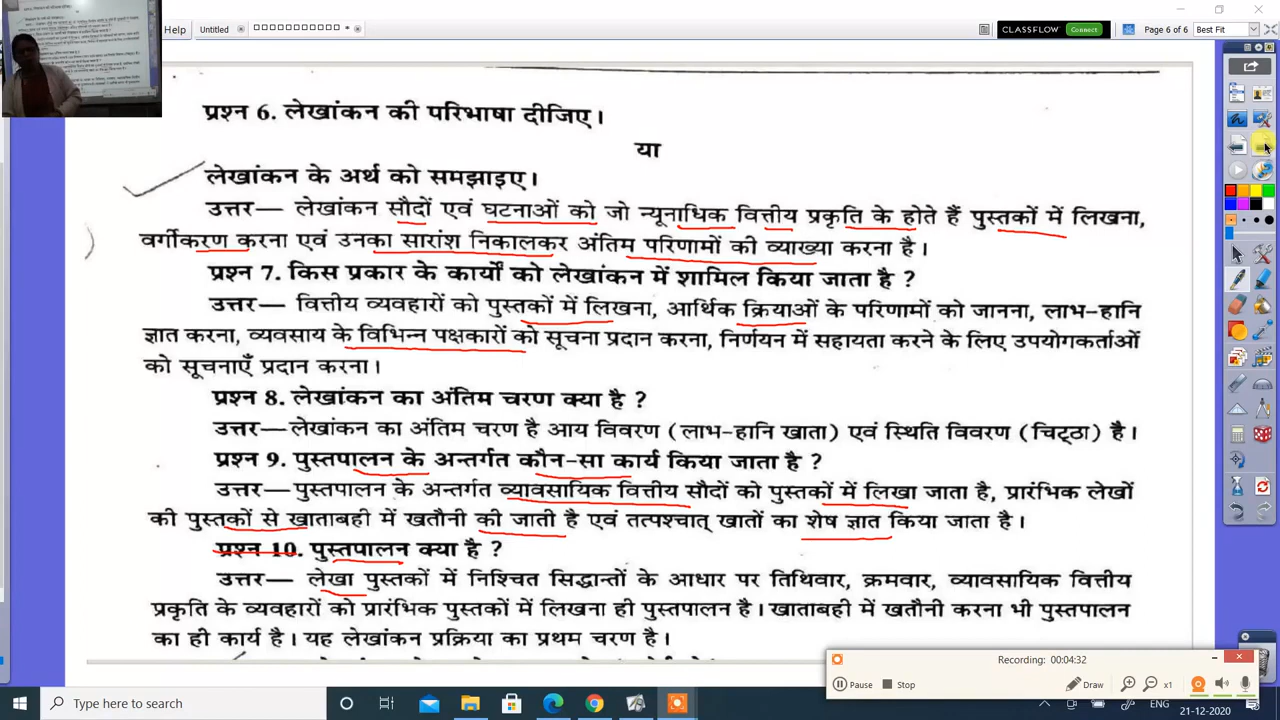 Help
Untitled
CLASSFLOW
Connect
Page 6 of 6
Best Fit
प्रश्न 6. लेखांकन की परिभाषा दीजिए।
या
लेखांकन के अर्थ को समझाइए।
उत्तर— लेखांकन सौदों एवं घटनाओं को जो न्यूनाधिक वित्तीय प्रकृति के होते हैं पुस्तकों में लिखना,
वर्गीकरण करना एवं उनका सारांश निकालकर अंतिम परिणामों की व्याख्या करना है।
प्रश्न 7. किस प्रकार के कार्यों को लेखांकन में शामिल किया जाता है ?
उत्तर— वित्तीय व्यवहारों को पुस्तकों में लिखना, आर्थिक क्रियाओं के परिणामों को जानना, लाभ-हानि
ज्ञात करना, व्यवसाय के विभिन्न पक्षकारों को सूचना प्रदान करना, निर्णयन में सहायता करने के लिए उपयोगकर्ताओं
को सूचनाएँ प्रदान करना।
प्रश्न 8. लेखांकन का अंतिम चरण क्या है ?
उत्तर—लेखांकन का अंतिम चरण है आय विवरण (लाभ-हानि खाता) एवं स्थिति विवरण (चिट्ठा) है।
प्रश्न 9. पुस्तपालन के अन्तर्गत कौन-सा कार्य किया जाता है ?
उत्तर—पुस्तपालन के अन्तर्गत व्यावसायिक वित्तीय सौदों को पुस्तकों में लिखा जाता है, प्रारंभिक लेखों
की पुस्तकों से खाताबही में खतौनी की जाती है एवं तत्पश्चात् खातों का शेष ज्ञात किया जाता है।
प्रश्न 10. पुस्तपालन क्या है ?
उत्तर— लेखा पुस्तकों में निश्चित सिद्धान्तों के आधार पर तिथिवार, क्रमवार, व्यावसायिक वित्तीय
प्रकृति के व्यवहारों को प्रारंभिक पुस्तकों में लिखना ही पुस्तपालन है। खाताबही में खतौनी करना भी पुस्तपालन
का ही कार्य है। यह लेखांकन प्रक्रिया का प्रथम चरण है।
Recording: 00:04:32
Pause
Stop
Draw
x1
Type here to search
ENG
21-12-2020